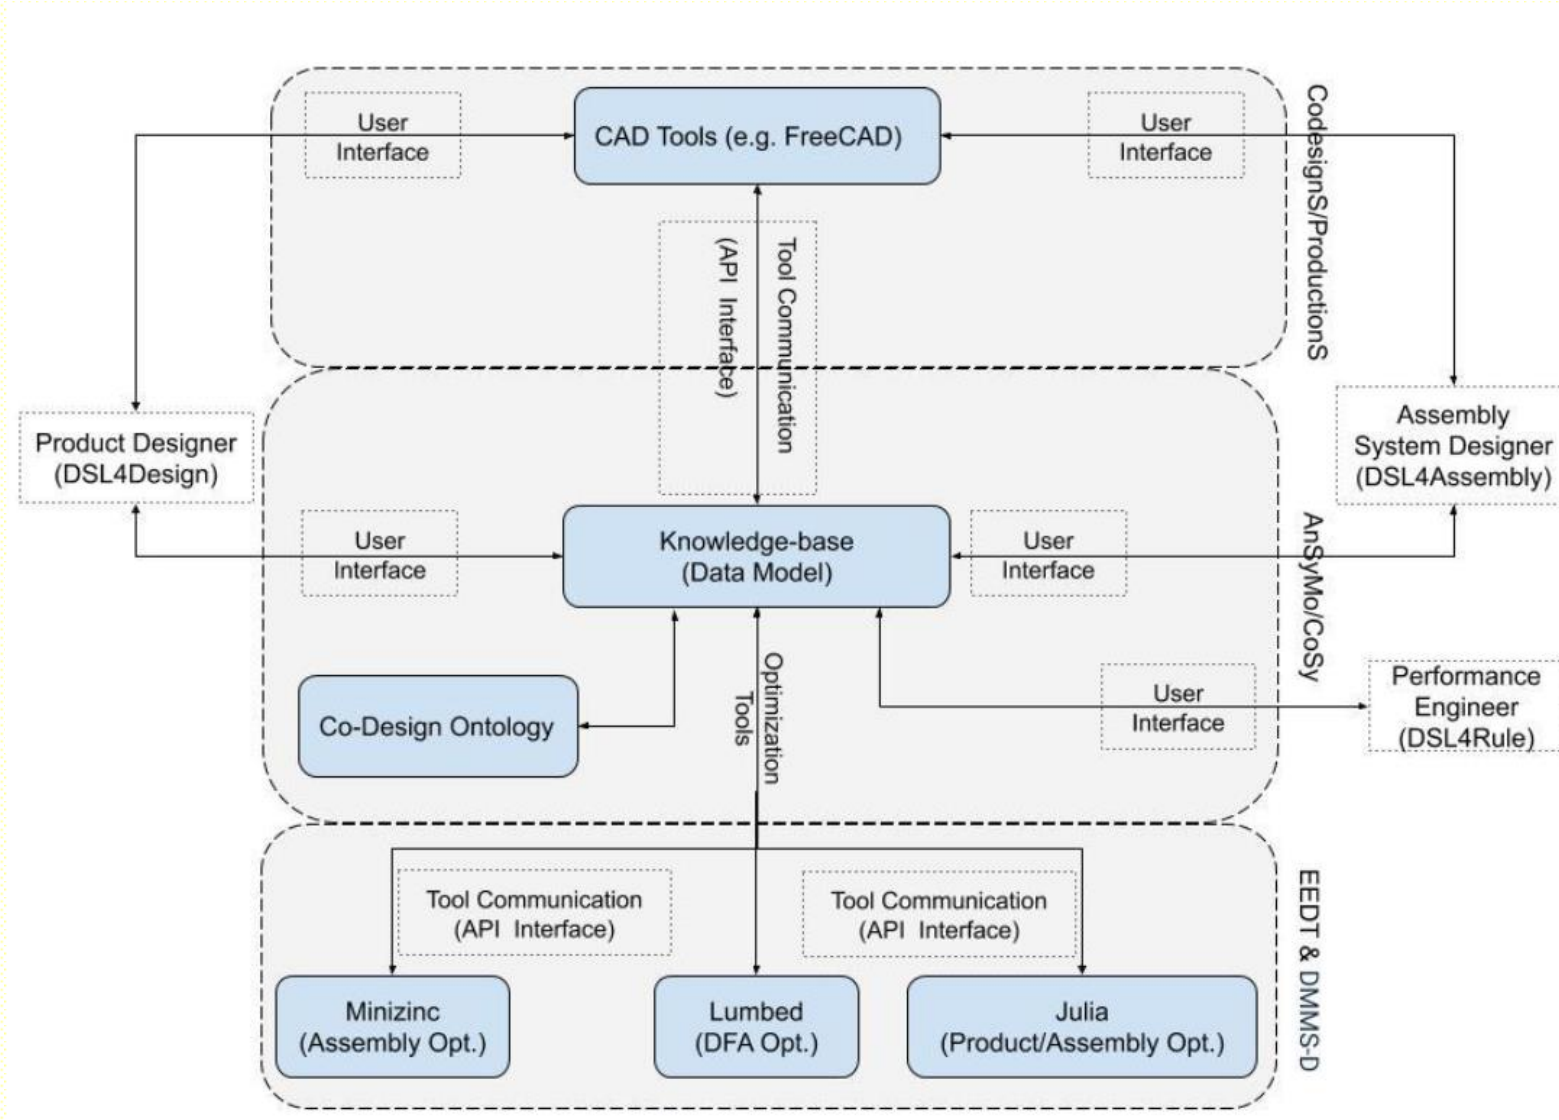 User
Interface
CAD Tools (e.g. FreeCAD)
User
Interface
CodesignS/ProductionS
Tool Communication
(API Interface)
Product Designer
(DSL4Design)
Assembly
System Designer
(DSL4Assembly)
User
Interface
Knowledge-base
(Data Model)
User
Interface
AnSyMo/CoSy
Optimization
Tools
Co-Design Ontology
User
Interface
Performance
Engineer
(DSL4Rule)
Tool Communication
(API Interface)
Tool Communication
(API Interface)
EEDT & DMMS-D
Minizinc
(Assembly Opt.)
Lumbed
(DFA Opt.)
Julia
(Product/Assembly Opt.)